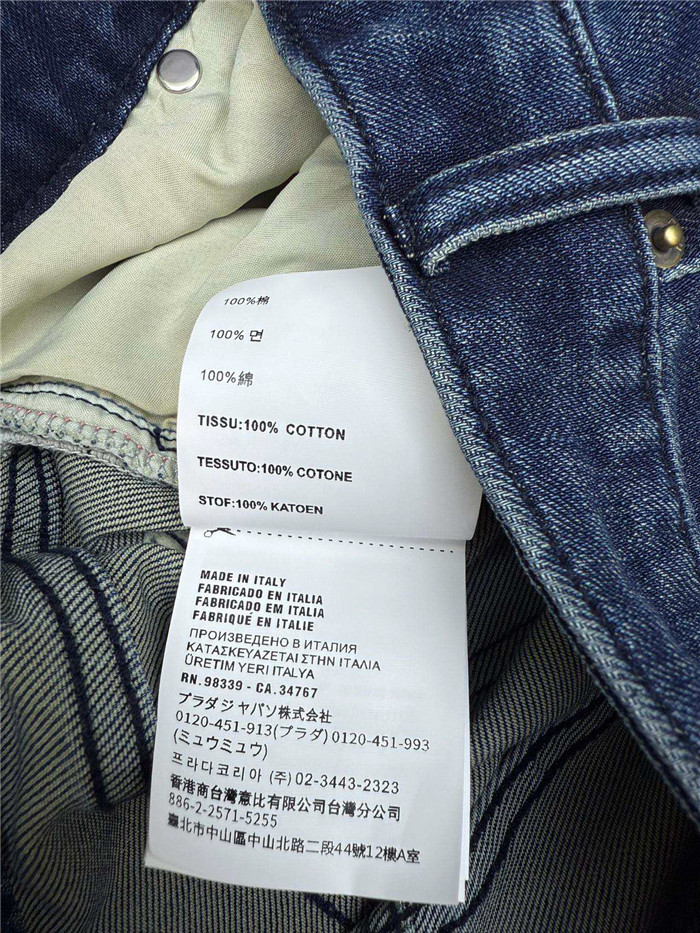 100%棉
100% 면
100%綿
TISSU:100% COTTON
TESSUTO:100% COTONE
STOF:100% KATOEN
MADE IN ITALY
FABRICADO EN ITALIA
FABRICADO EM ITALIA
FABRIQUÉ EN ITALIE
ПРОИЗВЕДЕНО В ИТАЛИЯ
ΚΑΤΑΣΚΕΥΑΖΕΤΑΙ ΣΤΗΝ ΙΤΑΛΙΑ
ÜRETIM YERI ITALYA
RN. 98339 - CA. 34767
プラダジャパソ株式会社
0120-451-913(プラダ) 0120-451-993
(ミュウミュウ)
프라다코리아 (주) 02-3443-2323
香港商台灣意比有限公司台灣分公司
886-2-2571-5255
臺北市中山區中山北路二段44號12樓A室